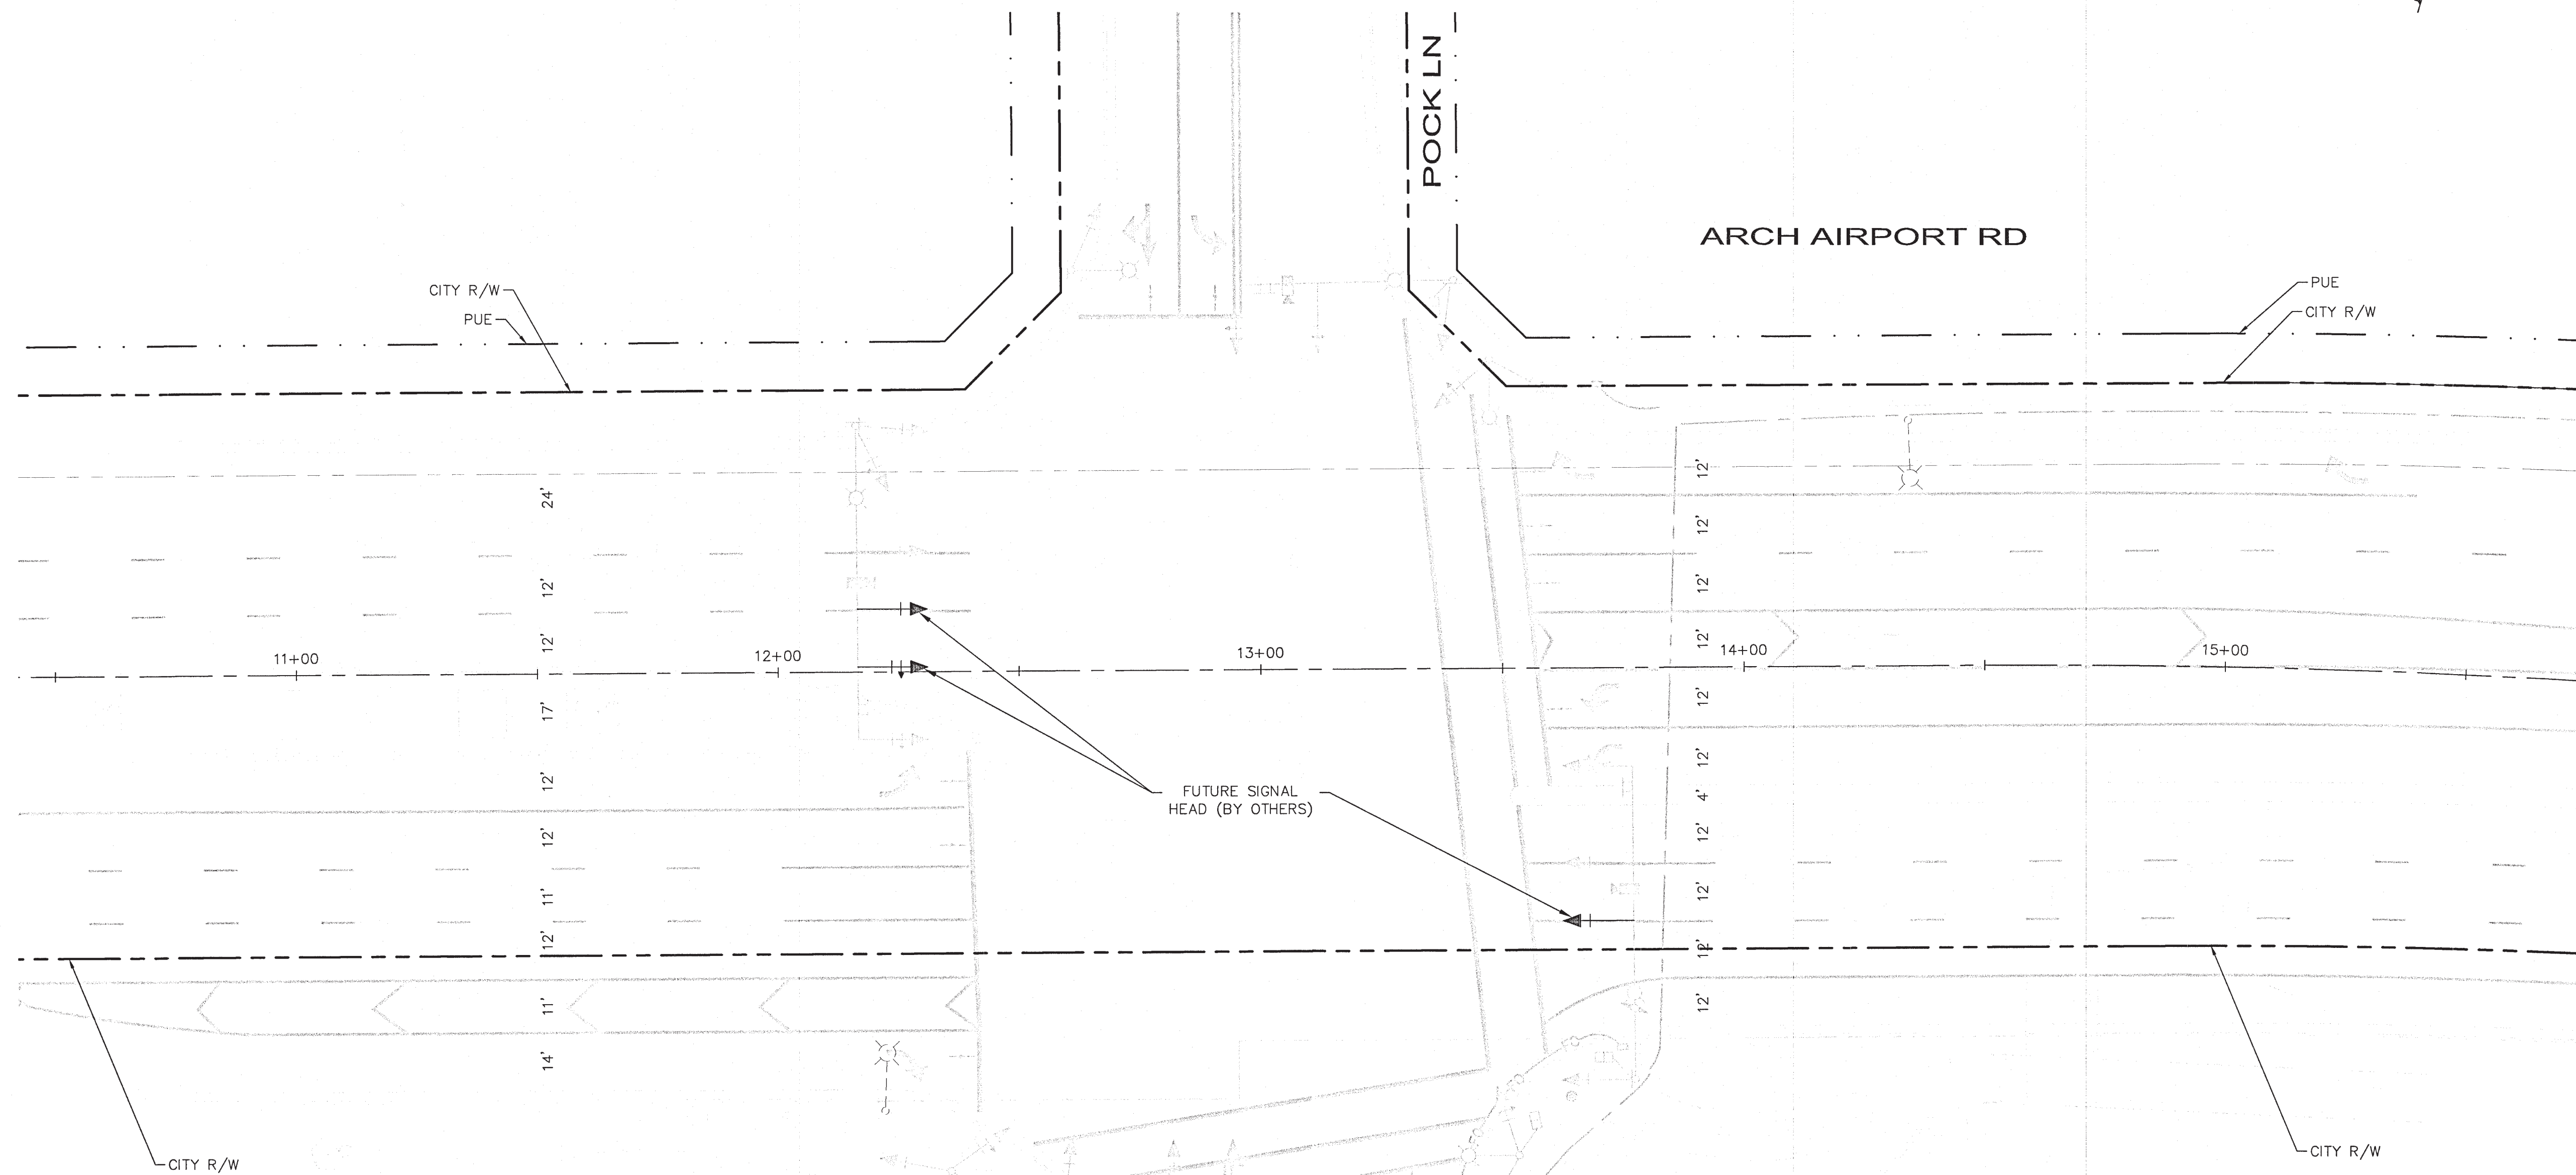 POCK LN
ARCH AIRPORT RD
CITY R/W
PUE
PUE
CITY R/W
24'
12'
12'
17'
12'
12'
11'
12'
11'
14'
12'
12'
12'
12'
12'
12'
4'
12'
12'
12'
12'
11+00
12+00
13+00
14+00
15+00
FUTURE SIGNAL
HEAD (BY OTHERS)
CITY R/W
CITY R/W